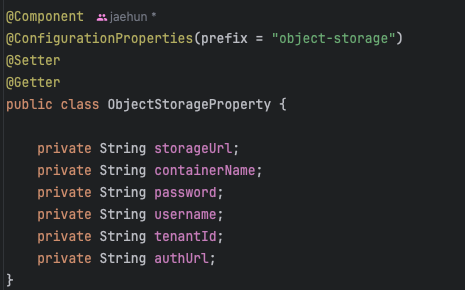 @Component jaehun *
@ConfigurationProperties(prefix = "object-storage")
@Setter
@Getter
public class ObjectStorageProperty {
private String storageUrl;
private String containerName;
private String password;
private String username;
private String tenantId;
private String authUrl;
}